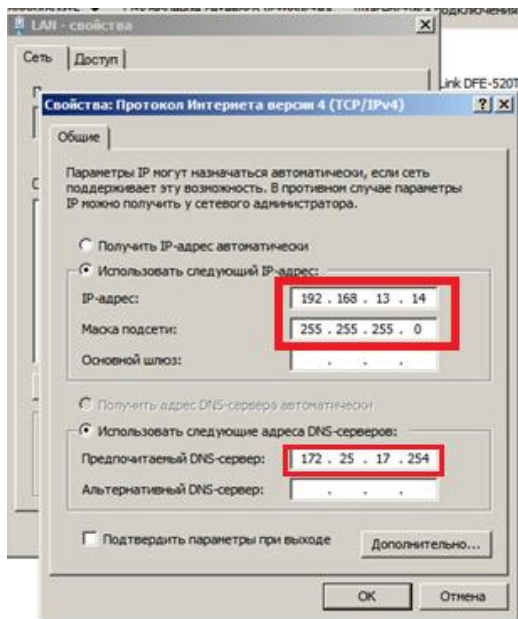 LAN - свойства
Сеть
Доступ
Link DFE-520T
Свойства: Протокол Интернета версии 4 (TCP/IPv4)
Общие
Параметры IP могут назначаться автоматически, если сеть
поддерживает эту возможность. В противном случае параметры
IP можно получить у сетевого администратора.
Получить IP-адрес автоматически
Использовать следующий IP-адрес:
IP-адрес: 192 . 168 . 13 . 14
Маска подсети: 255 . 255 . 255 . 0
Основной шлюз: . . .
Получить адрес DNS-сервера автоматически
Использовать следующие адреса DNS-серверов:
Предпочитаемый DNS-сервер: 172 . 25 . 17 . 254
Альтернативный DNS-сервер: . . .
Подтвердить параметры при выходе
Дополнительно...
OK
Отмена